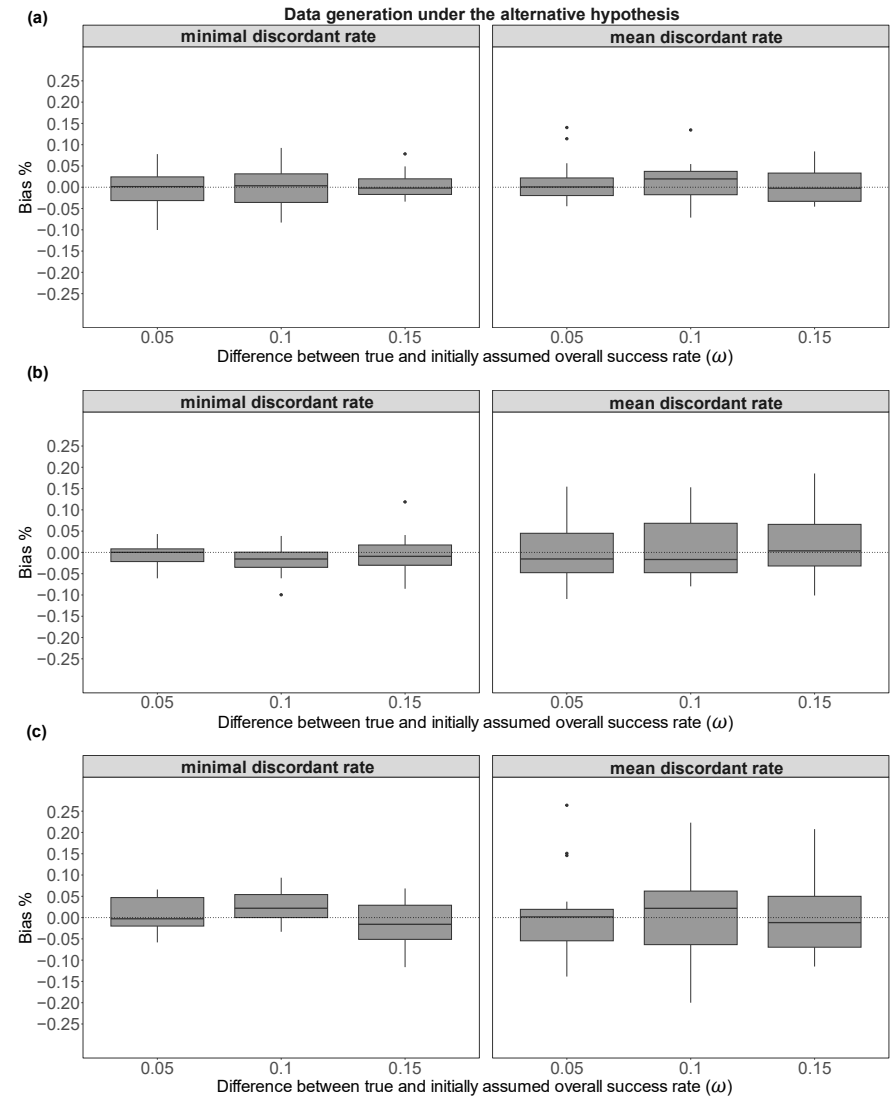 (a)
Data generation under the alternative hypothesis
minimal discordant rate
mean discordant rate
0.25
0.20
0.15
0.10
0.05
0.00
−0.05
−0.10
−0.15
−0.20
−0.25
Bias %
0.05 0.1 0.15
0.05 0.1 0.15
Difference between true and initially assumed overall success rate (ω)
(b)
minimal discordant rate
mean discordant rate
0.25
0.20
0.15
0.10
0.05
0.00
−0.05
−0.10
−0.15
−0.20
−0.25
Bias %
0.05 0.1 0.15
0.05 0.1 0.15
Difference between true and initially assumed overall success rate (ω)
(c)
minimal discordant rate
mean discordant rate
0.25
0.20
0.15
0.10
0.05
0.00
−0.05
−0.10
−0.15
−0.20
−0.25
Bias %
0.05 0.1 0.15
0.05 0.1 0.15
Difference between true and initially assumed overall success rate (ω)